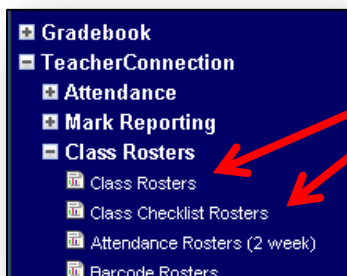 Gradebook
TeacherConnection
Attendance
Mark Reporting
Class Rosters
Class Rosters
Class Checklist Rosters
Attendance Rosters (2 week)
Barcode Rosters